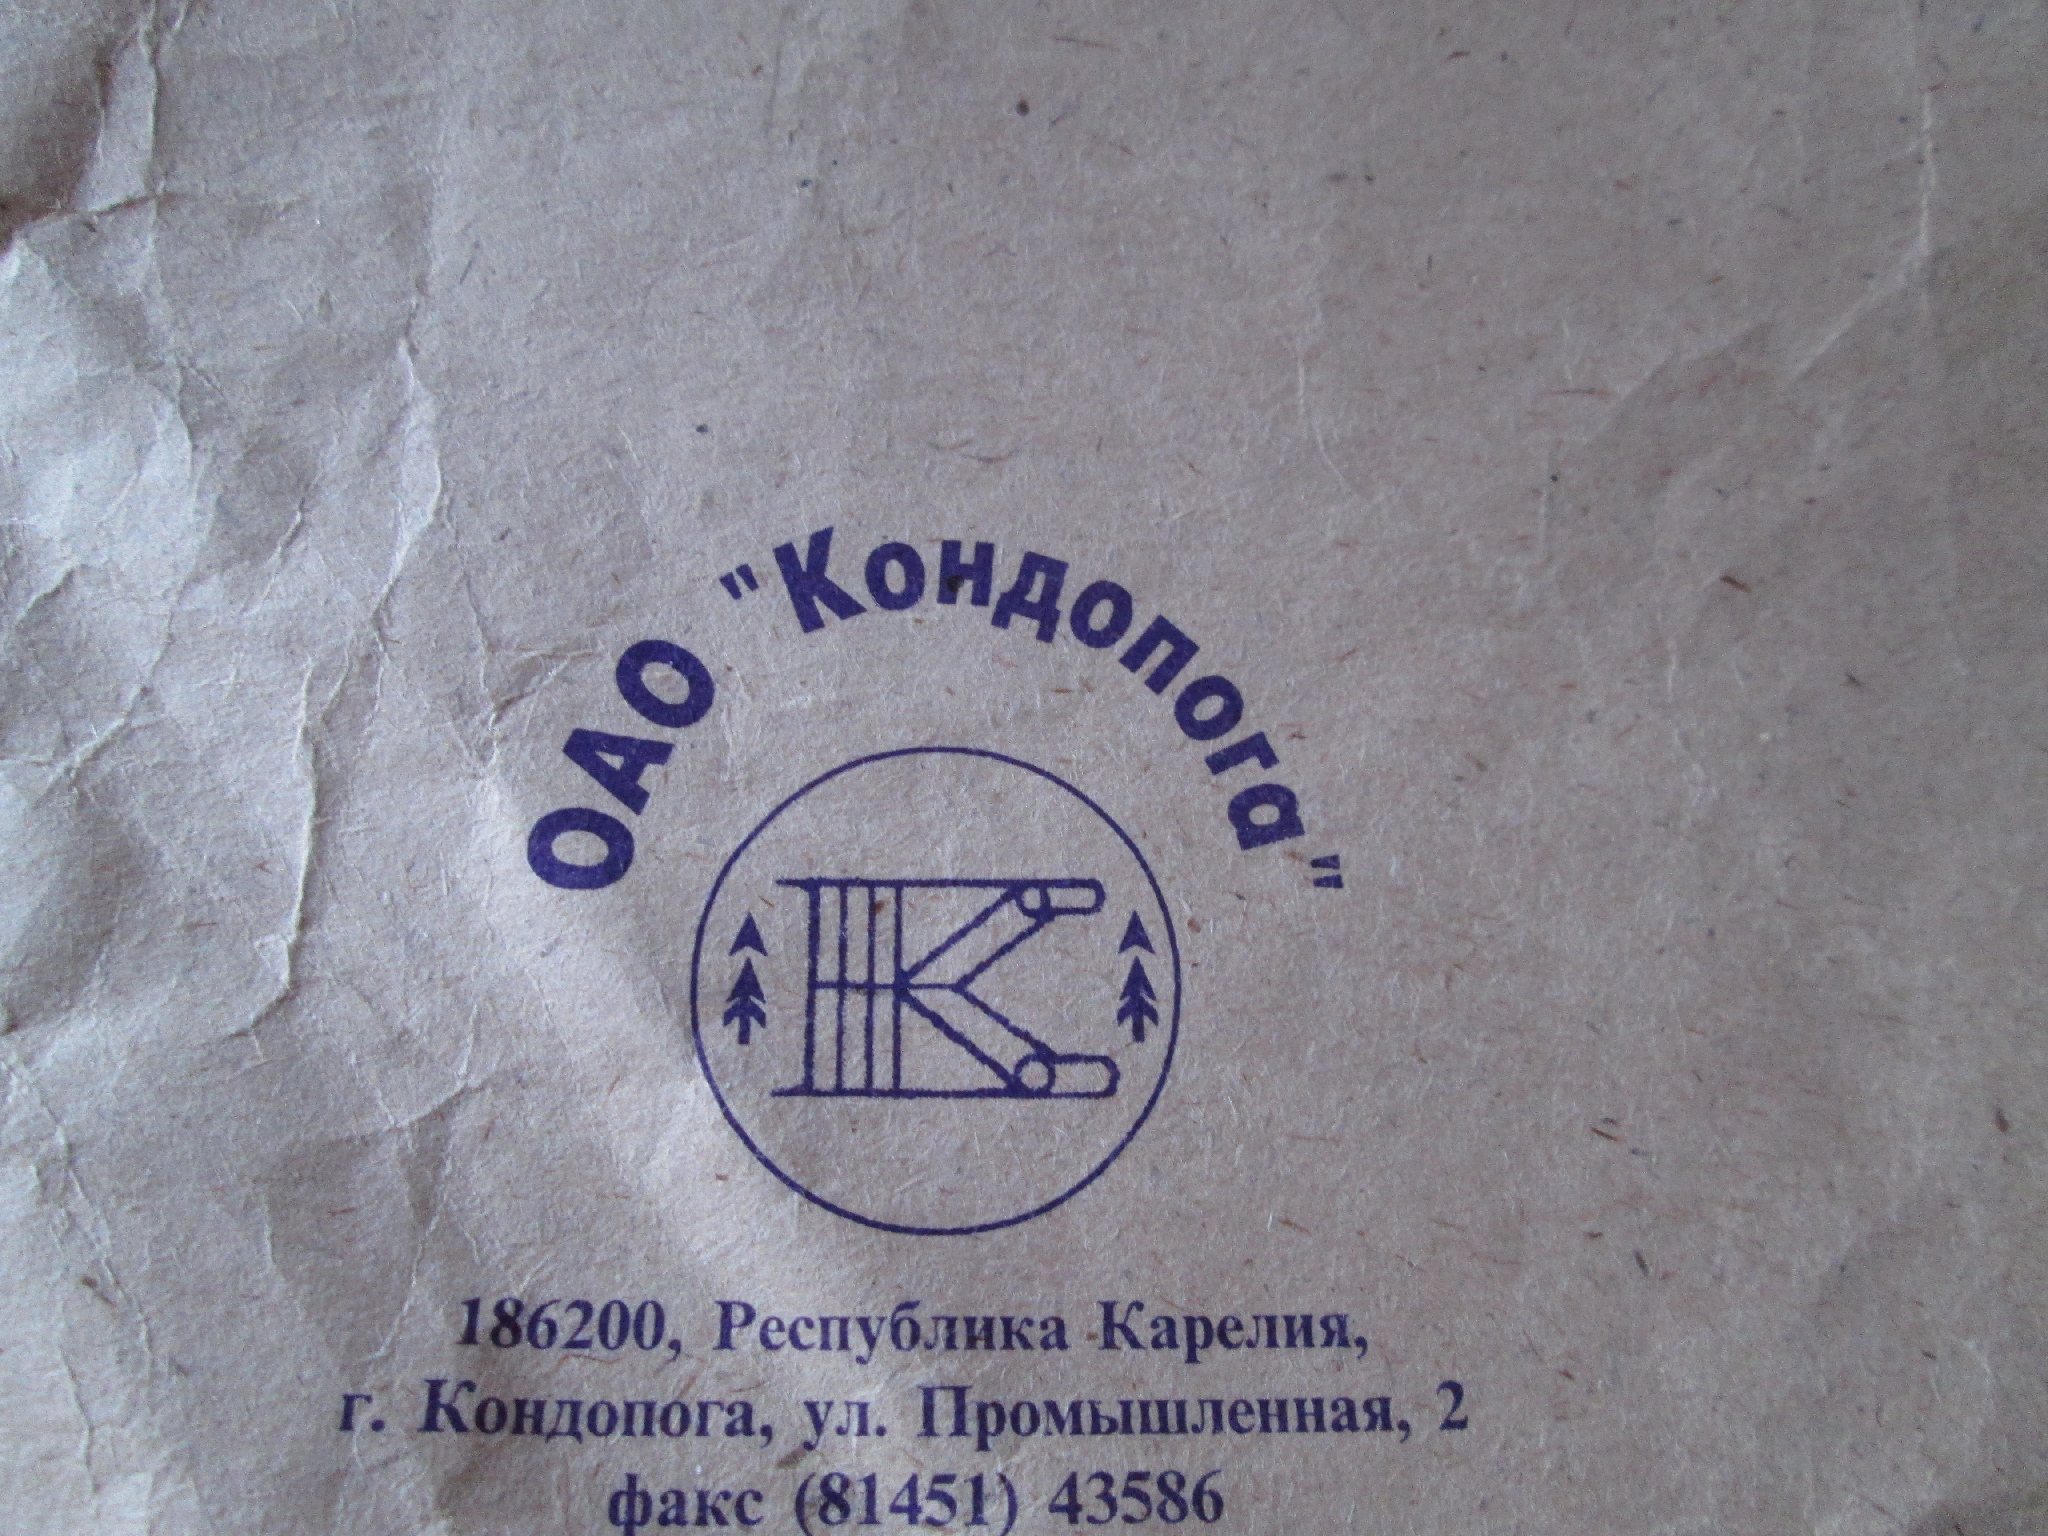 ОАО "Кондопога"
186200, Республика Карелия,
г. Кондопога, ул. Промышленная, 2
факс (81451) 43586